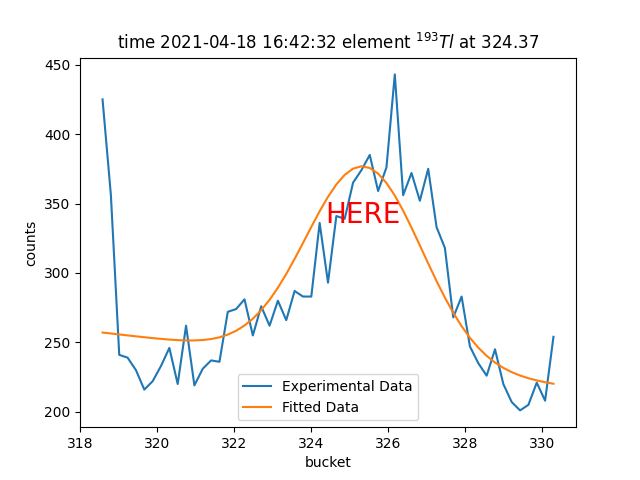 time 2021-04-18 16:42:32 element ¹⁹³Tl at 324.37
450
400
350
300
250
200
counts
HERE
Experimental Data
Fitted Data
318 320 322 324 326 328 330
bucket